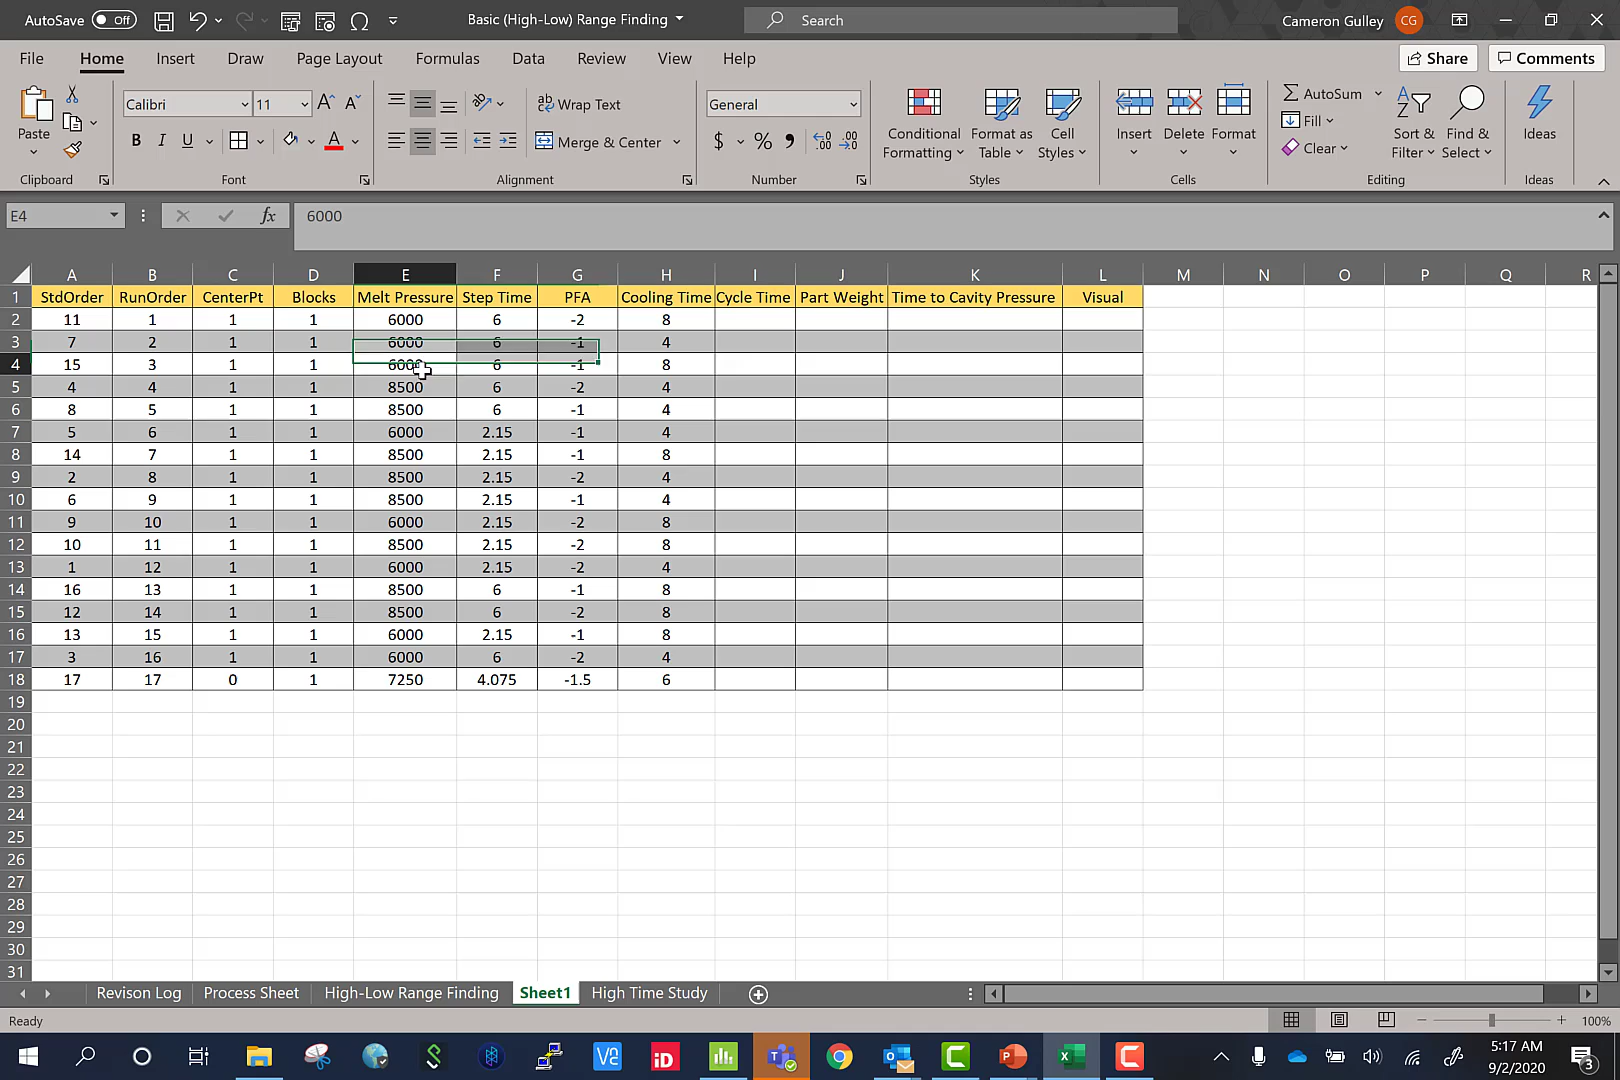 AutoSave Off Basic (High-Low) Range Finding Search Cameron Gulley CG
File Home Insert Draw Page Layout Formulas Data Review View Help Share Comments
Paste Calibri 11 A A B I U A ab Wrap Text Merge & Center General $ % , .00 Conditional Formatting Format as Table Cell Styles Insert Delete Format AutoSum Fill Clear Sort & Filter Find & Select Ideas
Clipboard Font Alignment Number Styles Cells Editing Ideas
E4 fx 6000
A B C D E F G H I J K L M N O P Q R
1 StdOrder RunOrder CenterPt Blocks Melt Pressure Step Time PFA Cooling Time Cycle Time Part Weight Time to Cavity Pressure Visual
2 11 1 1 1 6000 6 -2 8
3 7 2 1 1 6000 6 -1 4
4 15 3 1 1 6000 6 -1 8
5 4 4 1 1 8500 6 -2 4
6 8 5 1 1 8500 6 -1 4
7 5 6 1 1 6000 2.15 -1 4
8 14 7 1 1 8500 2.15 -1 8
9 2 8 1 1 8500 2.15 -2 4
10 6 9 1 1 8500 2.15 -1 4
11 9 10 1 1 6000 2.15 -2 8
12 10 11 1 1 8500 2.15 -2 8
13 1 12 1 1 6000 2.15 -2 4
14 16 13 1 1 8500 6 -1 8
15 12 14 1 1 8500 6 -2 8
16 13 15 1 1 6000 2.15 -1 8
17 3 16 1 1 6000 6 -2 4
18 17 17 0 1 7250 4.075 -1.5 6
19
20
21
22
23
24
25
26
27
28
29
30
31
Revison Log Process Sheet High-Low Range Finding Sheet1 High Time Study
Ready 100%
5:17 AM
9/2/2020 3